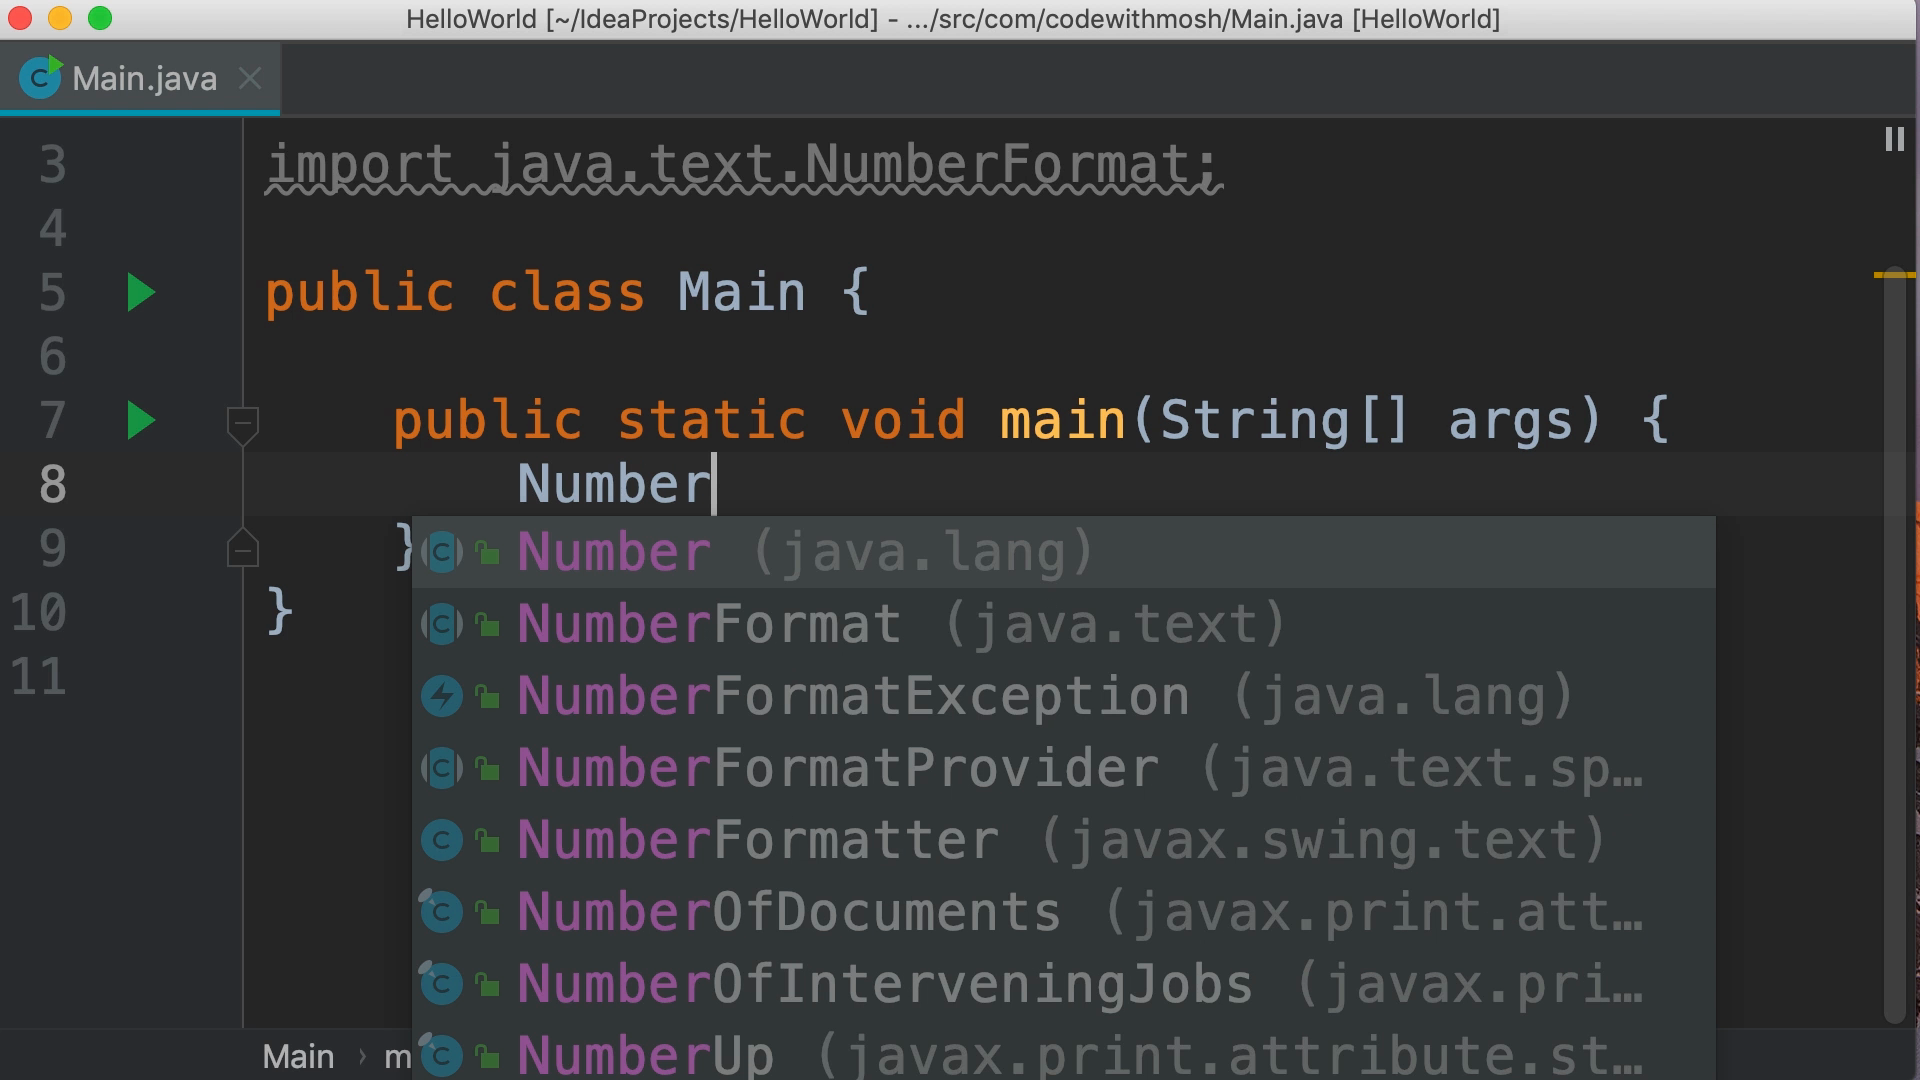 HelloWorld [~/IdeaProjects/HelloWorld] - .../src/com/codewithmosh/Main.java [HelloWorld]
Main.java
3 import java.text.NumberFormat;
4
5 public class Main {
6
7 public static void main(String[] args) {
8 Number
9 }
Number (java.lang)
10 }
NumberFormat (java.text)
11
NumberFormatException (java.lang)
NumberFormatProvider (java.text.sp…
NumberFormatter (javax.swing.text)
NumberOfDocuments (javax.print.att…
NumberOfInterveningJobs (javax.pri…
NumberUp (javax.print.attribute.st…
Main › m